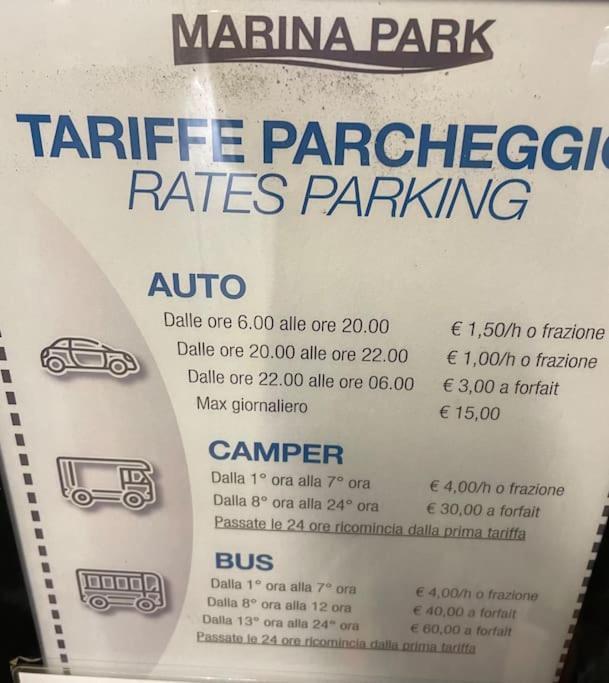 MARINA PARK
TARIFFE PARCHEGGIO
RATES PARKING
AUTO
Dalle ore 6.00 alle ore 20.00 € 1,50/h o frazione
Dalle ore 20.00 alle ore 22.00 € 1,00/h o frazione
Dalle ore 22.00 alle ore 06.00 € 3,00 a forfait
Max giornaliero € 15,00
CAMPER
Dalla 1° ora alla 7° ora € 4,00/h o frazione
Dalla 8° ora alla 24° ora € 30,00 a forfait
Passate le 24 ore ricomincia dalla prima tariffa
BUS
Dalla 1° ora alla 7° ora € 4,00/h o frazione
Dalla 8° ora alla 12 ora € 40,00 a forfait
Dalla 13° ora alla 24° ora € 60,00 a forfait
Passate le 24 ore ricomincia dalla prima tariffa